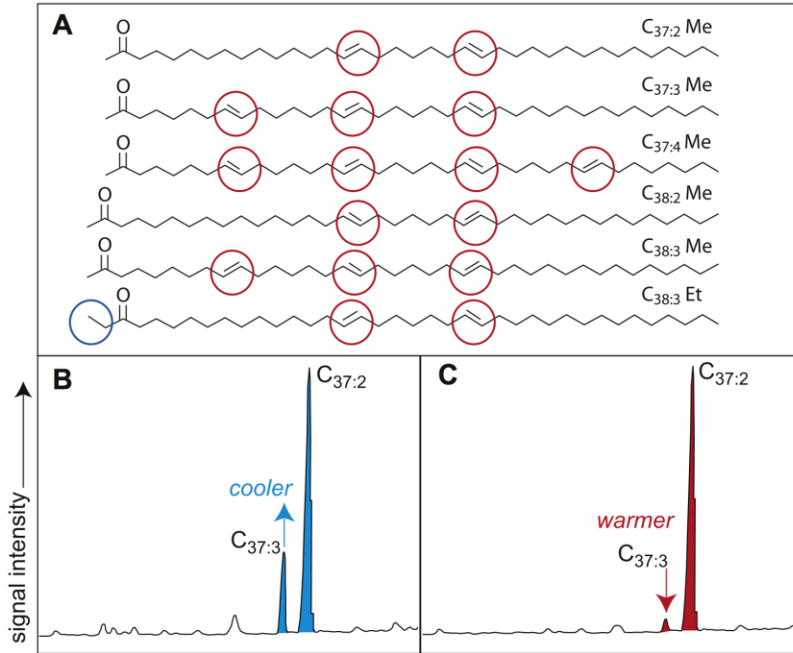 A
O
C37:2 Me
O
C37:3 Me
O
C37:4 Me
O
C38:2 Me
O
C38:3 Me
O
C38:3 Et
signal intensity
B
C37:2
cooler
C37:3
C
C37:2
warmer
C37:3